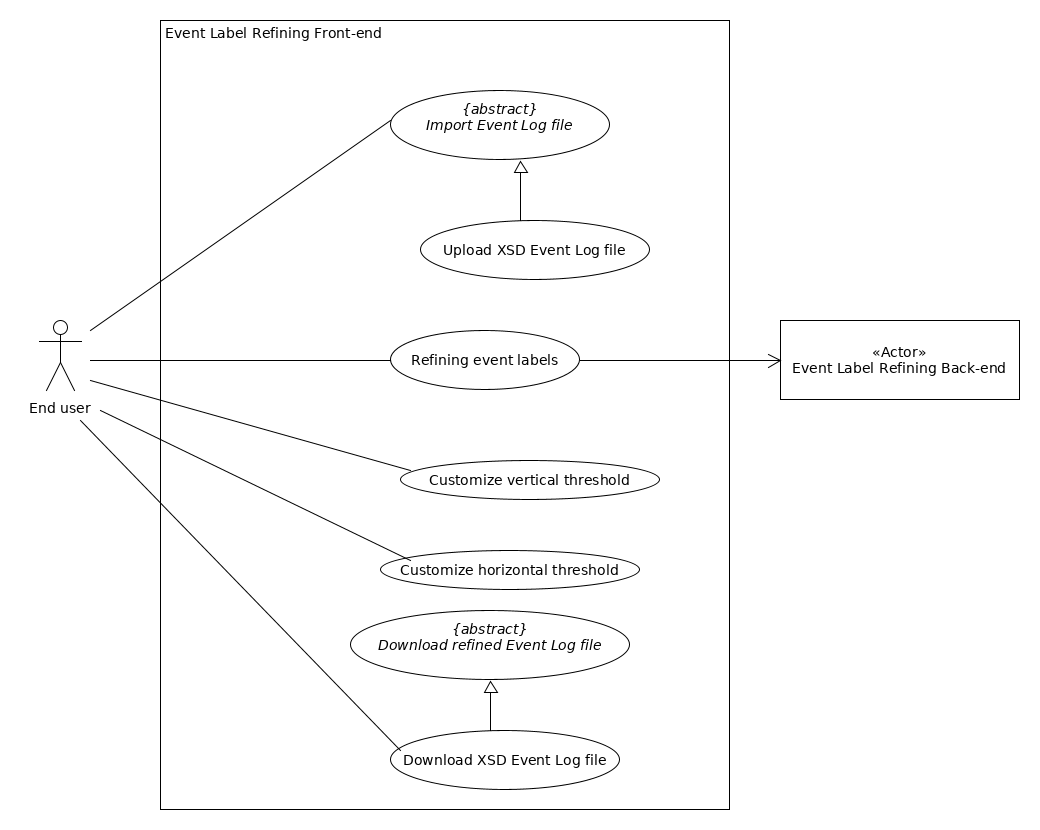 Event Label Refining Front-end
{abstract}
Import Event Log file
Upload XSD Event Log file
Refining event labels
«Actor»
Event Label Refining Back-end
End user
Customize vertical threshold
Customize horizontal threshold
{abstract}
Download refined Event Log file
Download XSD Event Log file